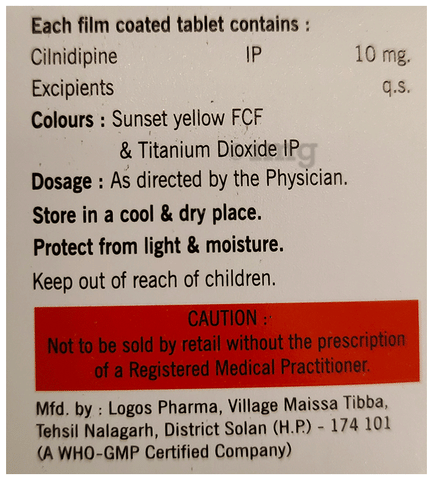 Each film coated tablet contains :
Cilnidipine IP 10 mg.
Excipients q.s.
Colours : Sunset yellow FCF
& Titanium Dioxide IP
Dosage : As directed by the Physician.
Store in a cool & dry place.
Protect from light & moisture.
Keep out of reach of children.
CAUTION :
Not to be sold by retail without the prescription
of a Registered Medical Practitioner.
Mfd. by : Logos Pharma, Village Maissa Tibba,
Tehsil Nalagarh, District Solan (H.P.) - 174 101
(A WHO-GMP Certified Company)